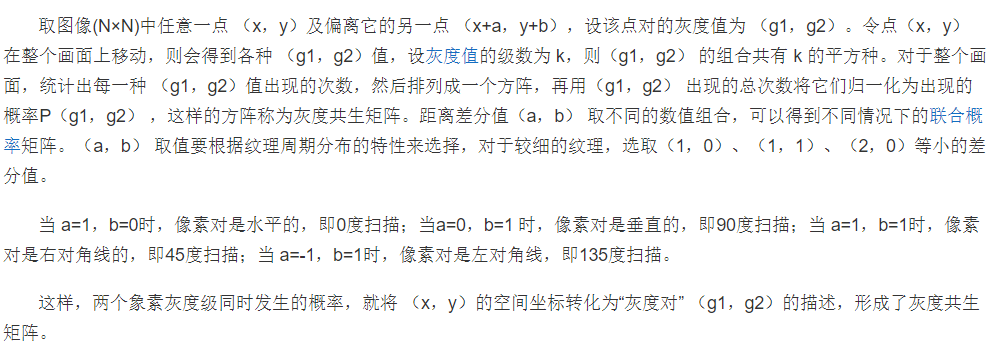 取图像(N×N)中任意一点 （x，y）及偏离它的另一点 （x+a，y+b），设该点对的灰度值为 （g1，g2）。令点（x，y）
在整个画面上移动，则会得到各种 （g1，g2）值，设灰度值的级数为 k，则（g1，g2） 的组合共有 k 的平方种。对于整个画
面，统计出每一种 （g1，g2）值出现的次数，然后排列成一个方阵，再用（g1，g2） 出现的总次数将它们归一化为出现的
概率P（g1，g2） ，这样的方阵称为灰度共生矩阵。距离差分值（a，b） 取不同的数值组合，可以得到不同情况下的联合概
率矩阵。（a，b） 取值要根据纹理周期分布的特性来选择，对于较细的纹理，选取（1，0）、（1，1）、（2，0）等小的差
分值。
当 a=1，b=0时，像素对是水平的，即0度扫描；当a=0，b=1 时，像素对是垂直的，即90度扫描；当 a=1，b=1时，像素
对是右对角线的，即45度扫描；当 a=-1，b=1时，像素对是左对角线，即135度扫描。
这样，两个象素灰度级同时发生的概率，就将 （x，y）的空间坐标转化为“灰度对” （g1，g2）的描述，形成了灰度共生
矩阵。